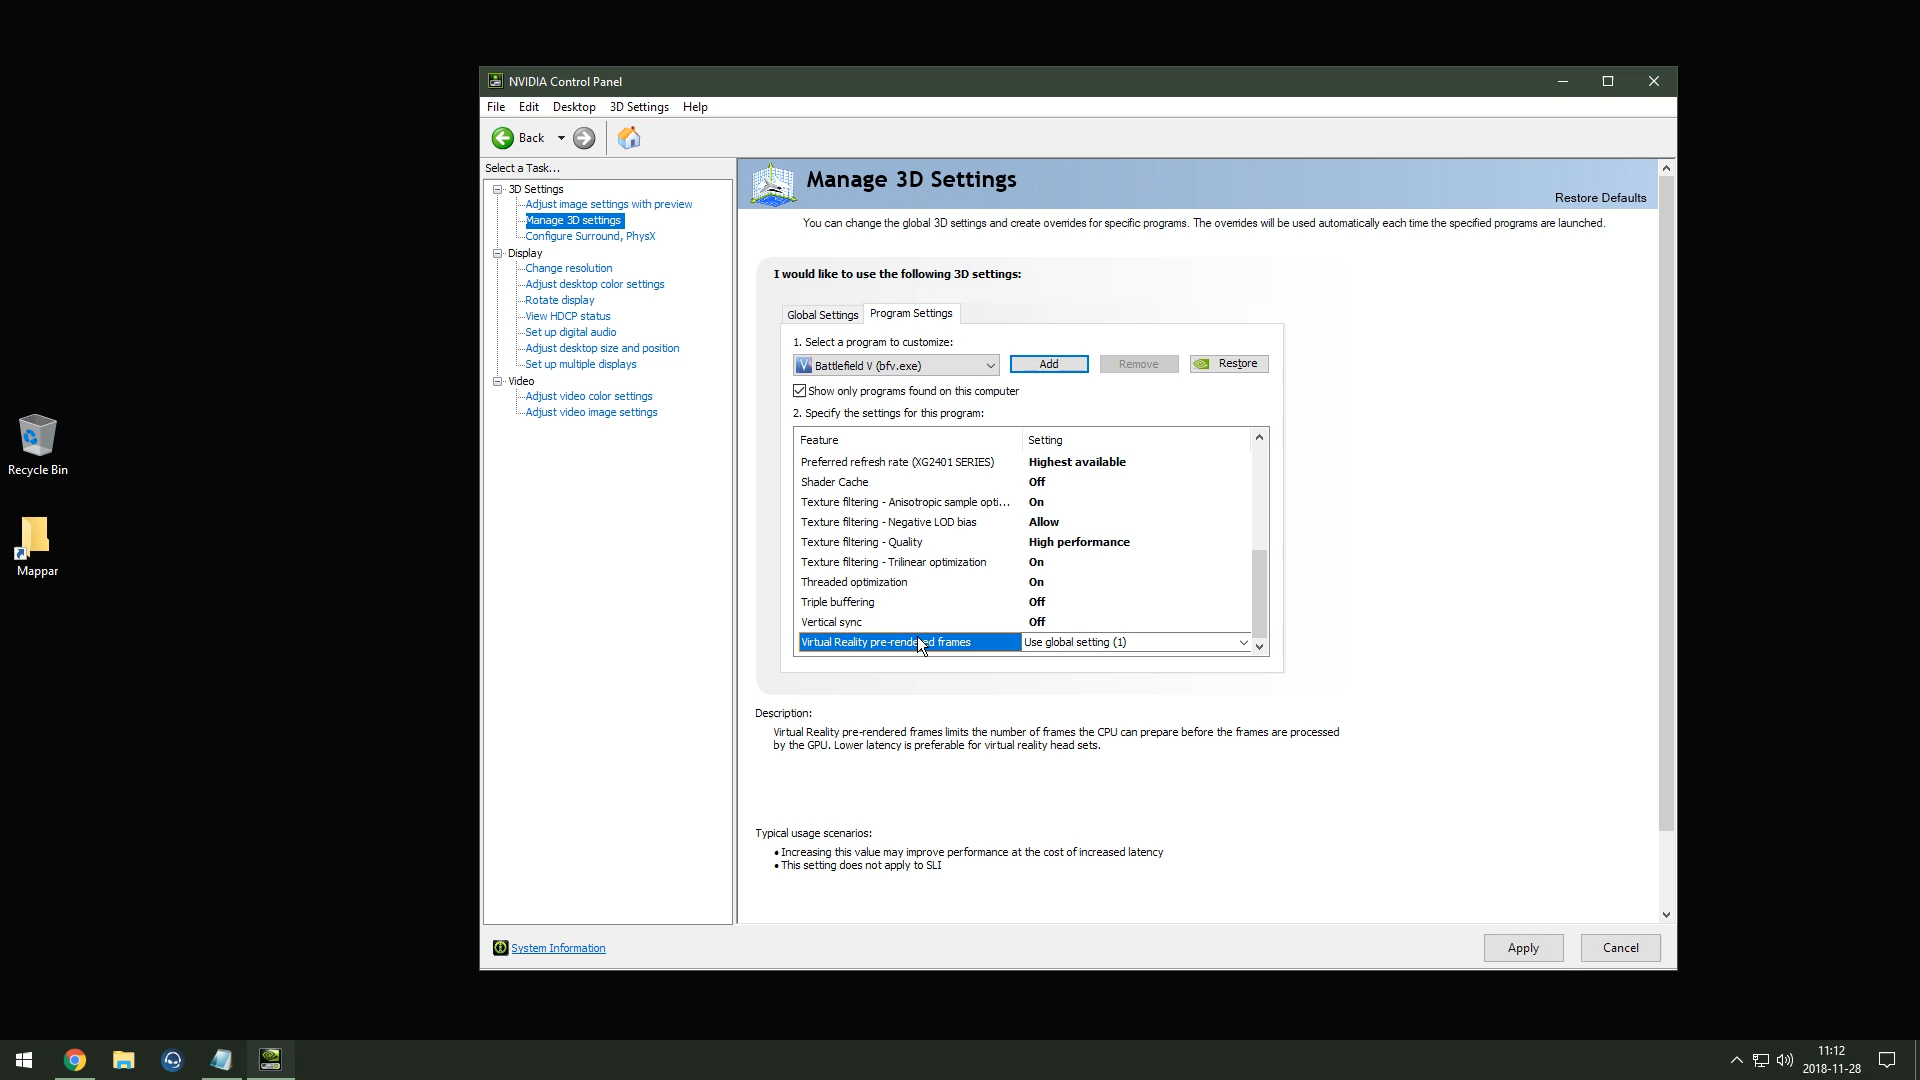 NVIDIA Control Panel
File Edit Desktop 3D Settings Help
Back
Select a Task...
3D Settings
Adjust image settings with preview
Manage 3D settings
Configure Surround, PhysX
Display
Change resolution
Adjust desktop color settings
Rotate display
View HDCP status
Set up digital audio
Adjust desktop size and position
Set up multiple displays
Video
Adjust video color settings
Adjust video image settings
Manage 3D Settings
Restore Defaults
You can change the global 3D settings and create overrides for specific programs. The overrides will be used automatically each time the specified programs are launched.
I would like to use the following 3D settings:
Global Settings Program Settings
1. Select a program to customize:
Battlefield V (bfv.exe) Add Remove Restore
Show only programs found on this computer
2. Specify the settings for this program:
Feature Setting
Preferred refresh rate (XG2401 SERIES) Highest available
Shader Cache Off
Texture filtering - Anisotropic sample opti... On
Texture filtering - Negative LOD bias Allow
Texture filtering - Quality High performance
Texture filtering - Trilinear optimization On
Threaded optimization On
Triple buffering Off
Vertical sync Off
Virtual Reality pre-rendered frames Use global setting (1)
Description:
Virtual Reality pre-rendered frames limits the number of frames the CPU can prepare before the frames are processed
by the GPU. Lower latency is preferable for virtual reality head sets.
Typical usage scenarios:
• Increasing this value may improve performance at the cost of increased latency
• This setting does not apply to SLI
System Information
Apply Cancel
Recycle Bin
Mappar
11:12
2018-11-28